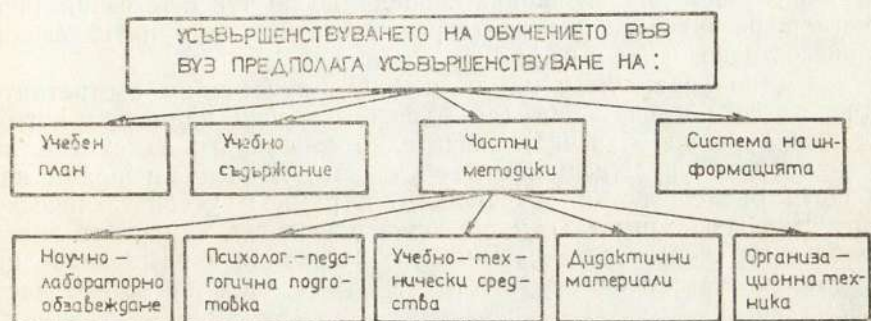 УСЪВЪРШЕНСТВУВАНЕТО НА ОБУЧЕНИЕТО ВЪВ
ВУЗ ПРЕДПОЛАГА УСЪВЪРШЕНСТВУВАНЕ НА:
Учебен
план
Учебно
съдържание
Частни
методики
Система на ин-
формацията
Научно –
лабораторно
обзавеждане
Психолог.-педа-
гогична подго-
товка
Учебно-тех-
нически сред-
ства
Дидактични
материали
Организа –
ционна тех-
ника